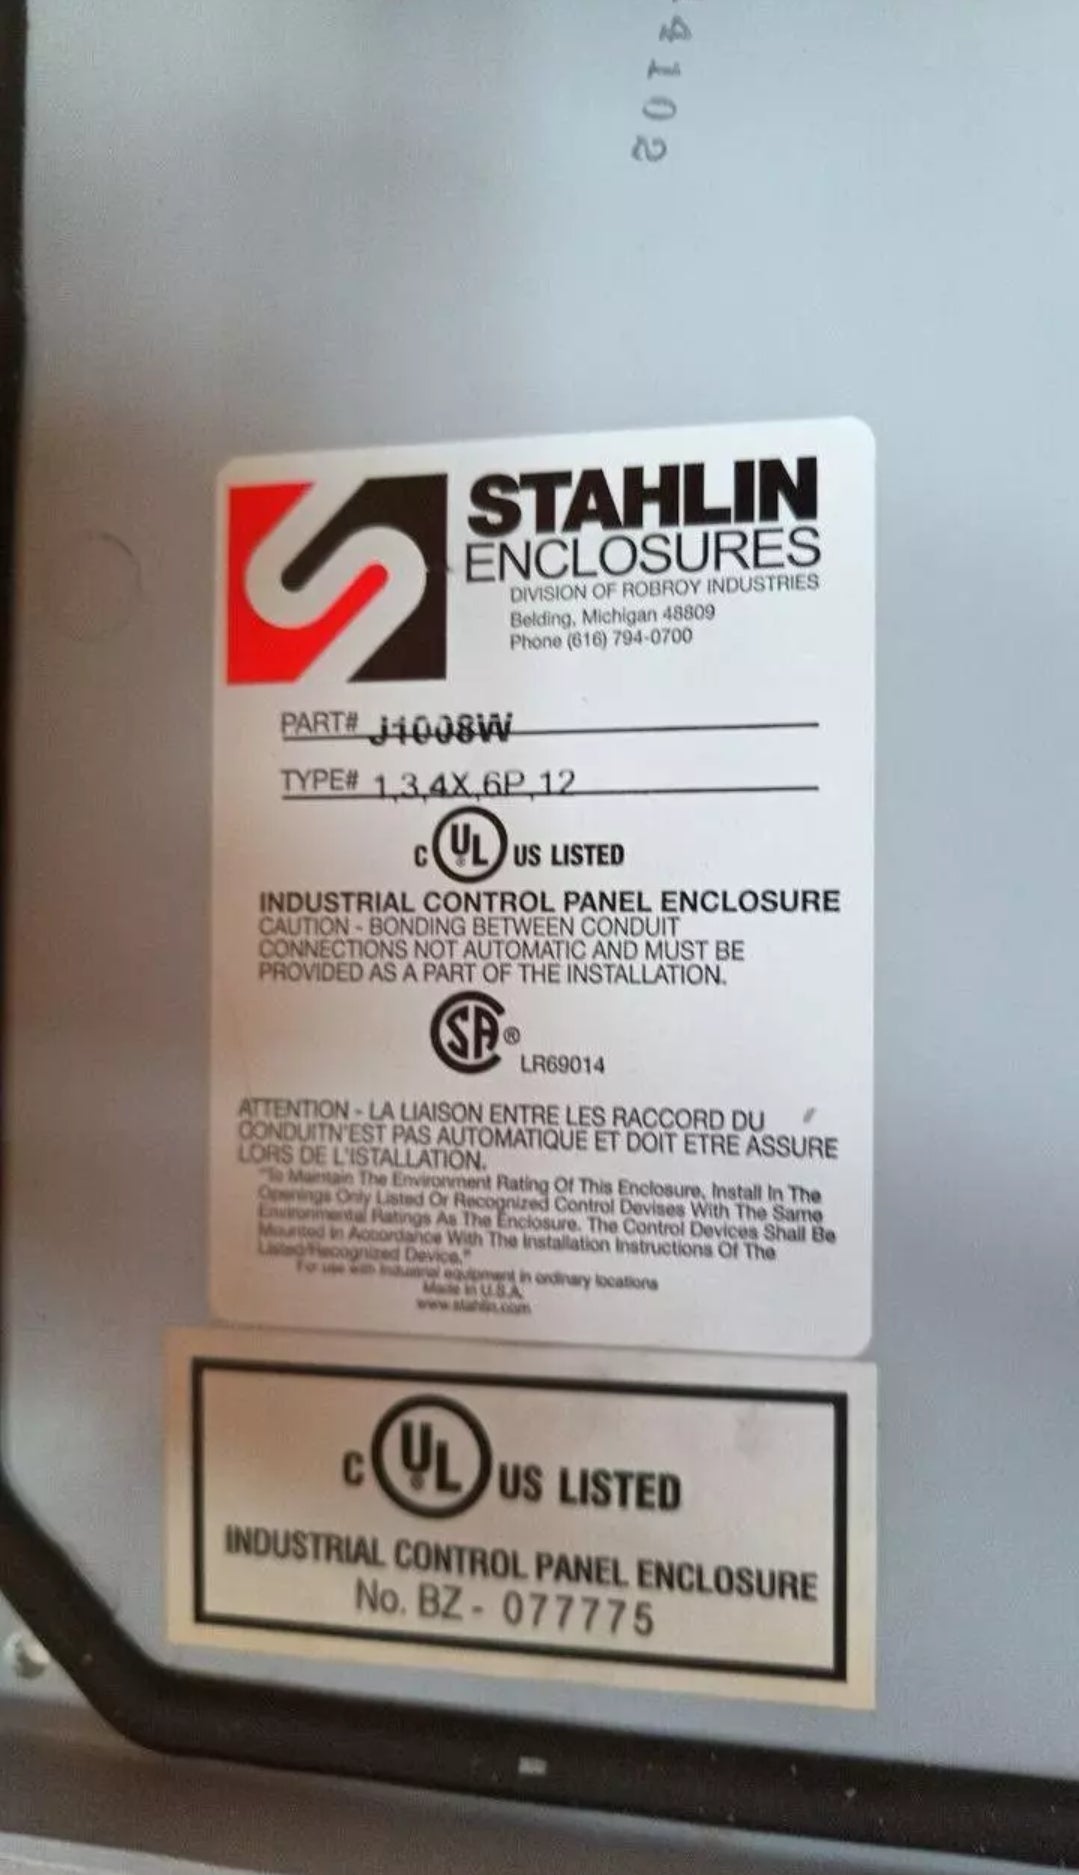 4102
STAHLIN
ENCLOSURES
DIVISION OF ROBROY INDUSTRIES
Belding, Michigan 48809
Phone (616) 794-0700
PART# J1008W
TYPE# 1,3,4X,6P,12
C UL ® US LISTED
INDUSTRIAL CONTROL PANEL ENCLOSURE
CAUTION - BONDING BETWEEN CONDUIT
CONNECTIONS NOT AUTOMATIC AND MUST BE
PROVIDED AS A PART OF THE INSTALLATION.
SA ®
LR69014
ATTENTION - LA LIAISON ENTRE LES RACCORD DU
CONDUITN'EST PAS AUTOMATIQUE ET DOIT ETRE ASSURE
LORS DE L'ISTALLATION.
"To Maintain The Environment Rating Of This Enclosure, Install In The
Openings Only Listed Or Recognized Control Devises With The Same
Environmental Ratings As The Enclosure. The Control Devices Shall Be
Mounted In Accordance With The Installation Instructions Of The
Listed/Recognized Device."
For use with industrial equipment in ordinary locations
Made in U.S.A.
www.stahlin.com
C UL ® US LISTED
INDUSTRIAL CONTROL PANEL ENCLOSURE
No. BZ - 077775